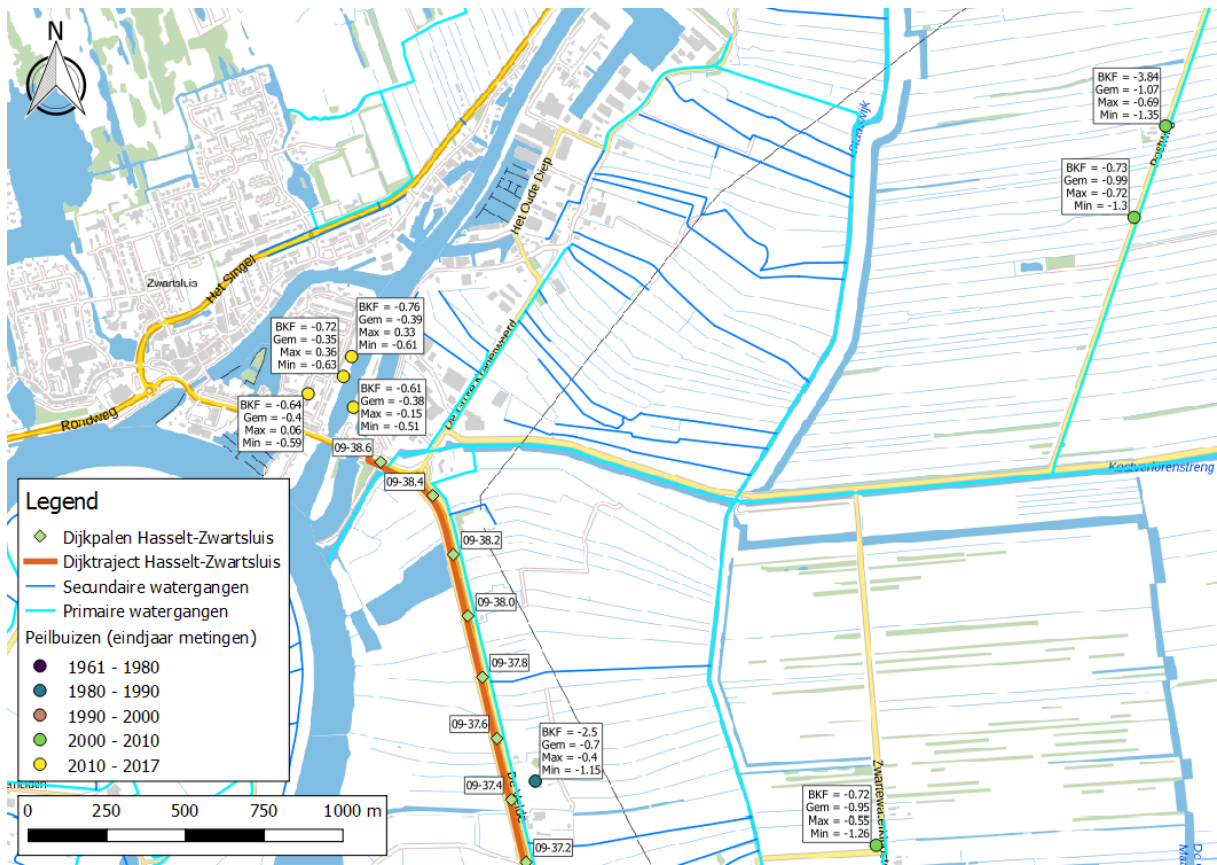 N
BKF = -3.84
Gem = -1.07
Max = -0.69
Min = -1.35
BKF = -0.73
Gem = -0.99
Max = -0.72
Min = -1.3
Het Oude Diep
Het Singel
Zwartsluis
BKF = -0.76
Gem = -0.39
Max = 0.33
Min = -0.61
BKF = -0.72
Gem = -0.35
Max = 0.36
Min = -0.63
BKF = -0.61
Gem = -0.38
Max = -0.15
Min = -0.51
BKF = -0.64
Gem = -0.4
Max = 0.06
Min = -0.59
Rondweg
09-38.6
09-38.4
Kostverlorenstreng
09-38.2
09-38.0
09-37.8
09-37.6
09-37.4
09-37.2
BKF = -2.5
Gem = -0.7
Max = -0.4
Min = -1.15
BKF = -0.72
Gem = -0.95
Max = -0.55
Min = -1.26
Legend
Dijkpalen Hasselt-Zwartsluis
Dijktraject Hasselt-Zwartsluis
Secundaire watergangen
Primaire watergangen
Peilbuizen (eindjaar metingen)
1961 - 1980
1980 - 1990
1990 - 2000
2000 - 2010
2010 - 2017
0 250 500 750 1000 m